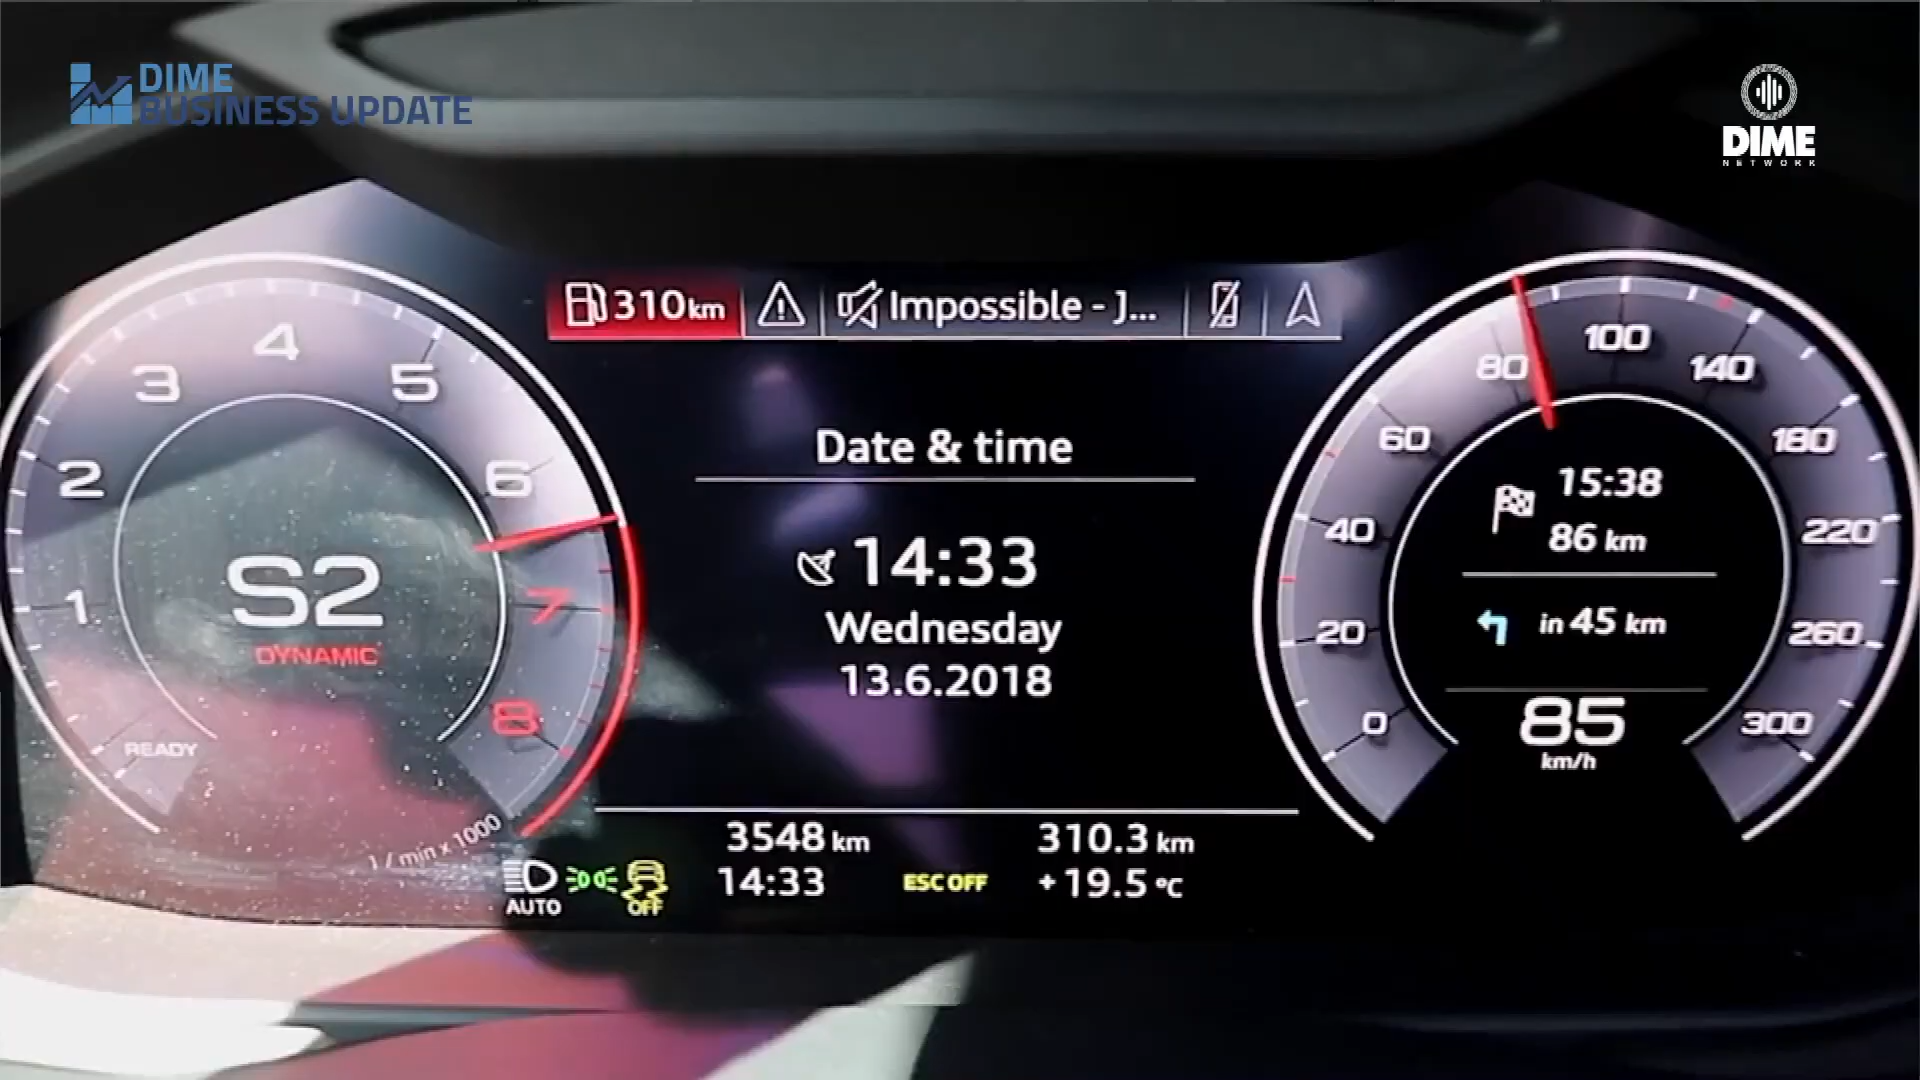 DIME
BUSINESS UPDATE
DIME
NETWORK
310 km
Impossible - J...
Date & time
14:33
Wednesday
13.6.2018
1
2
3
4
5
6
7
8
S2
DYNAMIC
READY
1 / min x 1000
0
20
40
60
80
100
140
180
220
260
300
15:38
86 km
in 45 km
85
km/h
3548 km
310.3 km
AUTO
OFF
14:33
ESC OFF
+19.5 °C